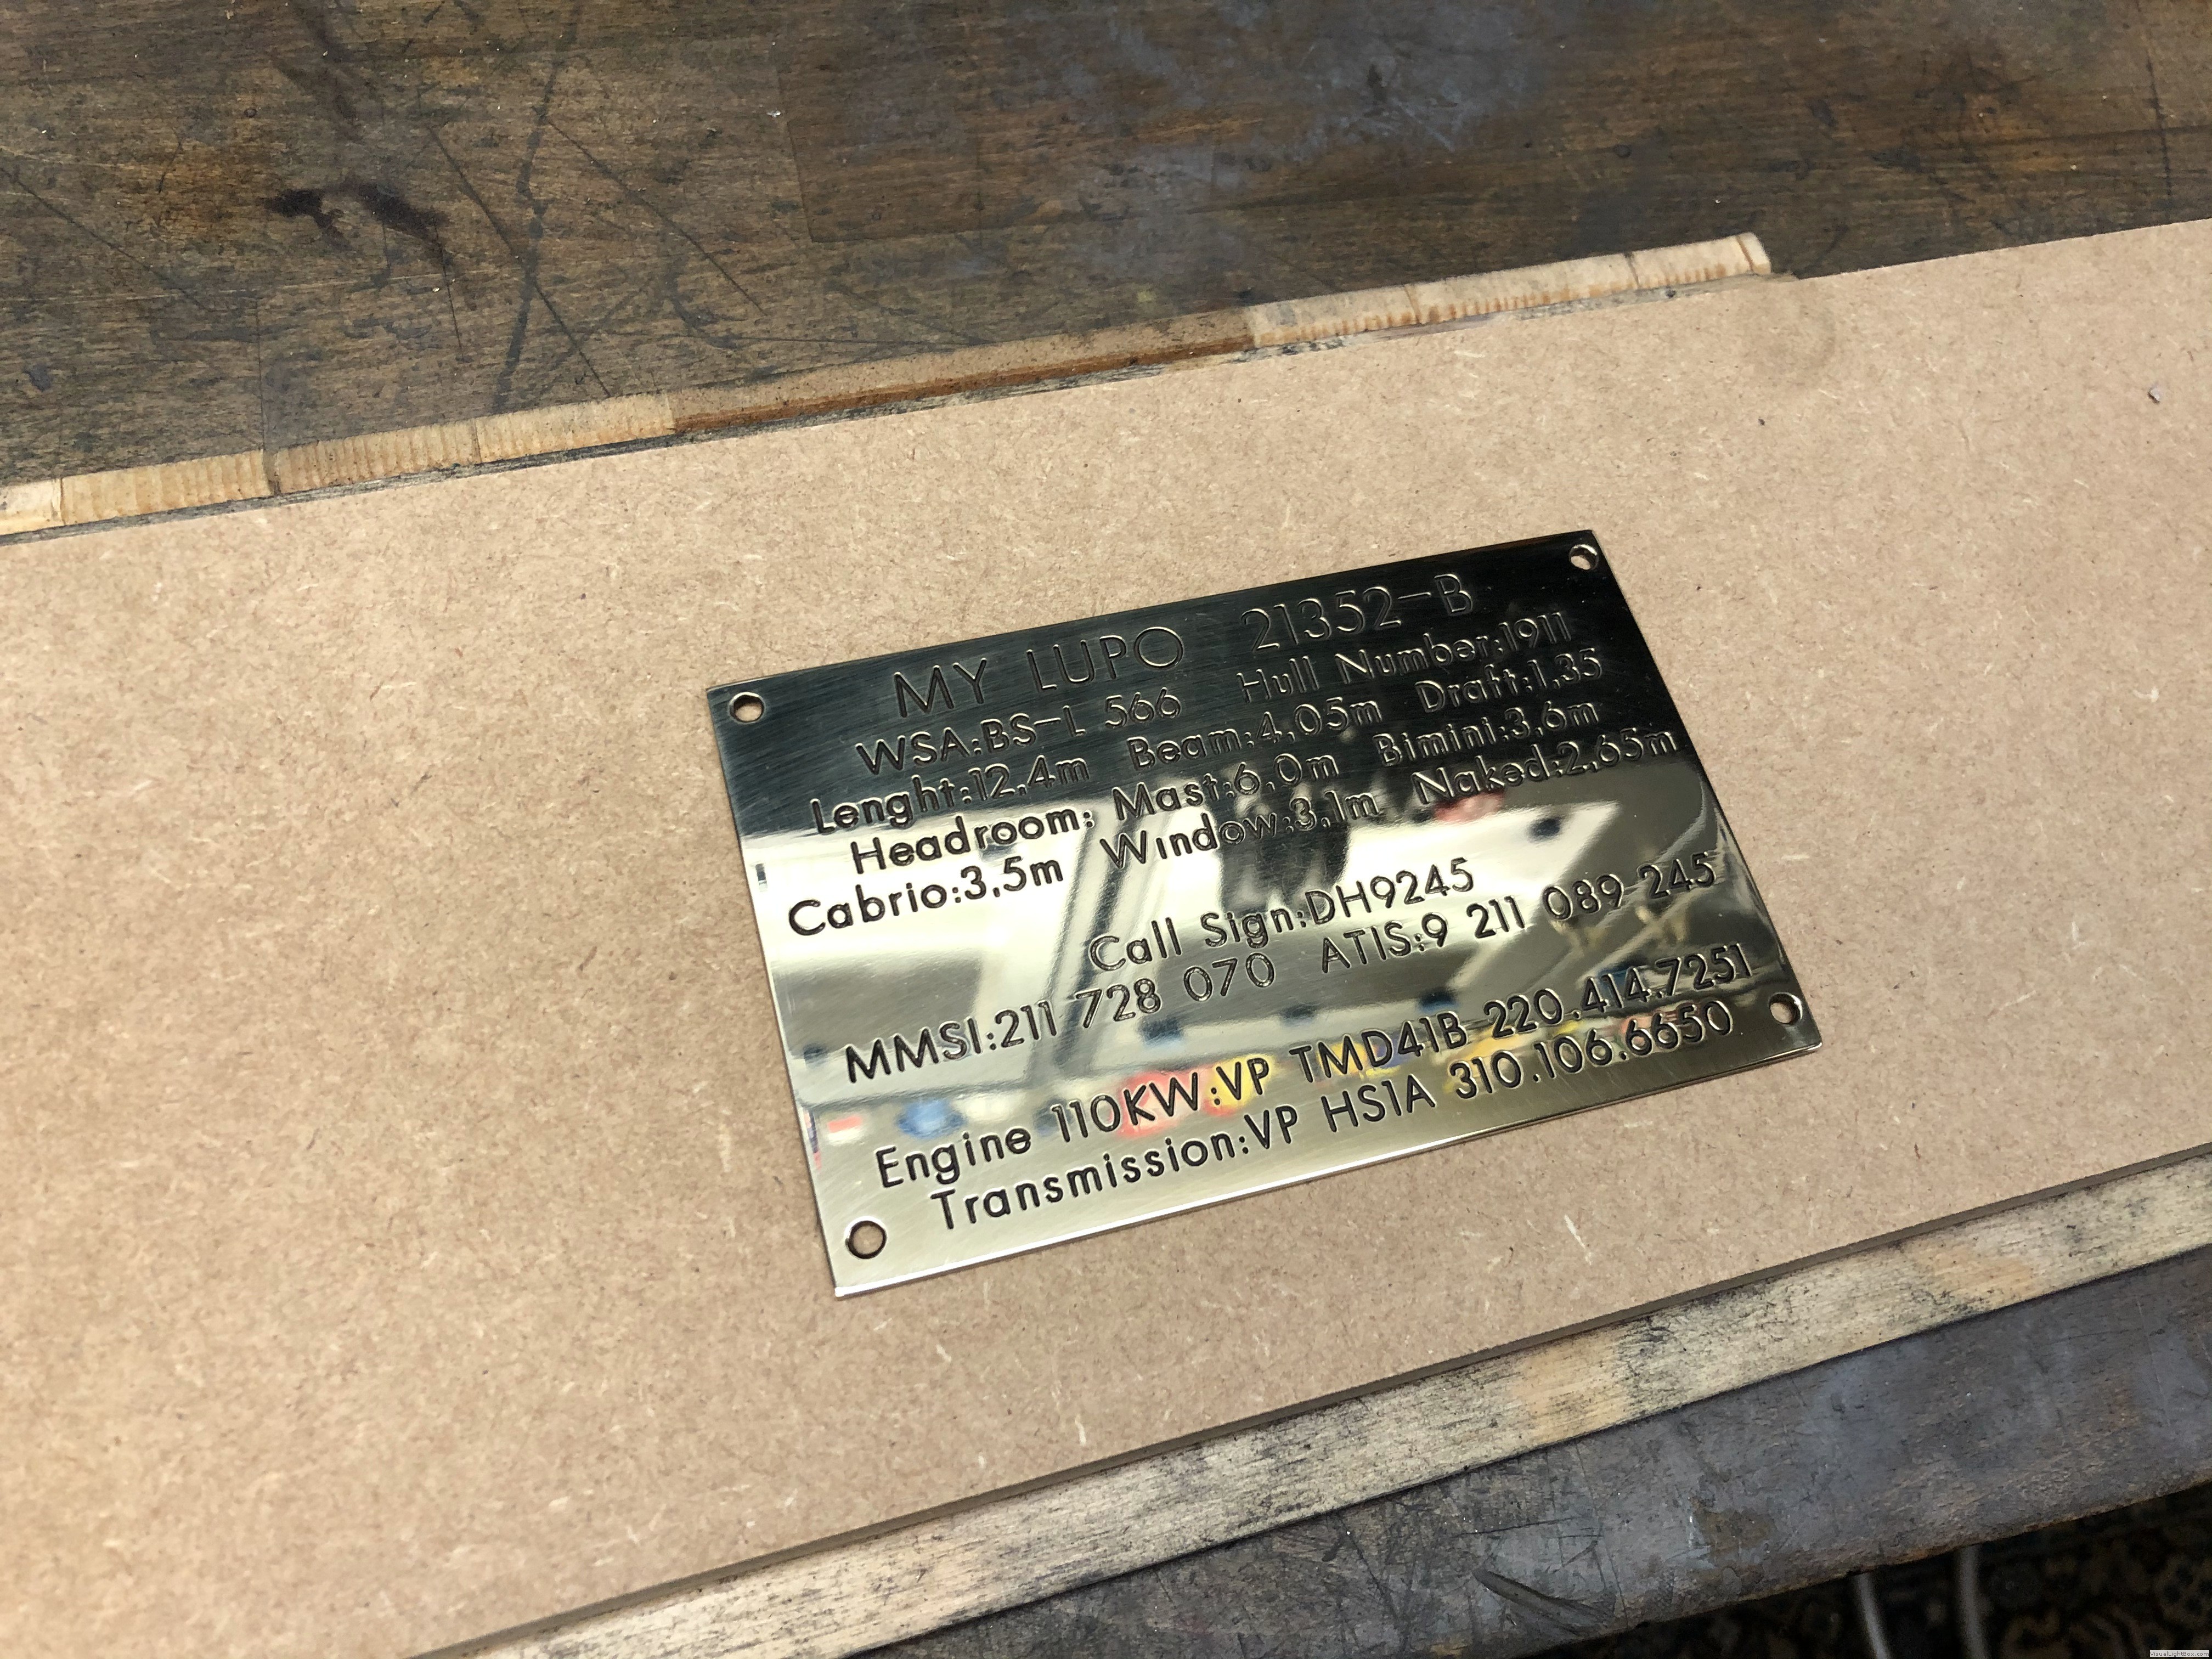 MY LUPO 21352-B
WSA:BS-L 566 Hull Number:1911
Lenght:12,4m Beam:4,05m Draft:1,35
Headroom: Mast:6,0m Bimini:3,6m
Cabrio:3,5m Window:3,1m Naked:2,65m
Call Sign:DH9245
MMSI:211 728 070 ATIS:9 211 089 245
Engine 110KW:VP TMD41B 220.414.7251
Transmission:VP HS1A 310.106.6650